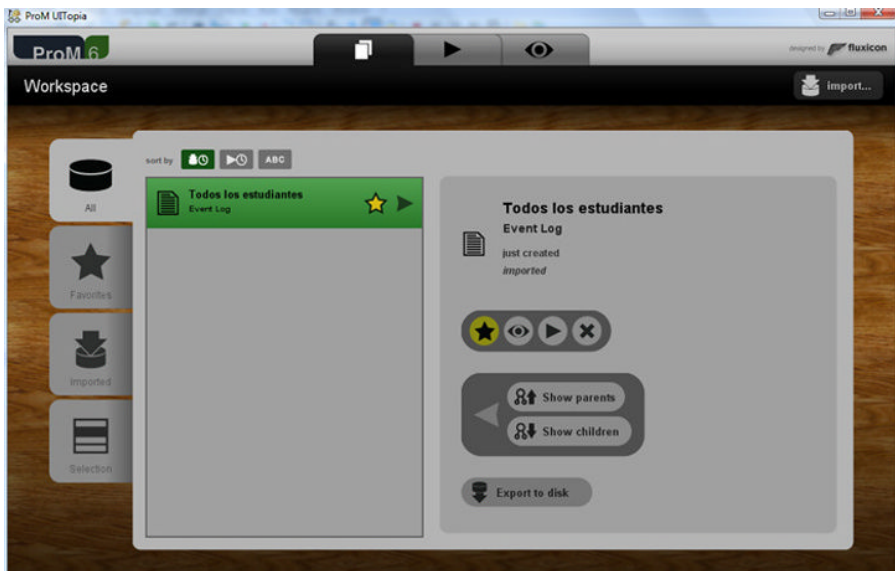 ProM UITopia
ProM 6
designed by fluxicon
Workspace
import...
sort by
ABC
All
Favorites
Imported
Selection
Todos los estudiantes
Event Log
Todos los estudiantes
Event Log
just created
imported
Show parents
Show children
Export to disk